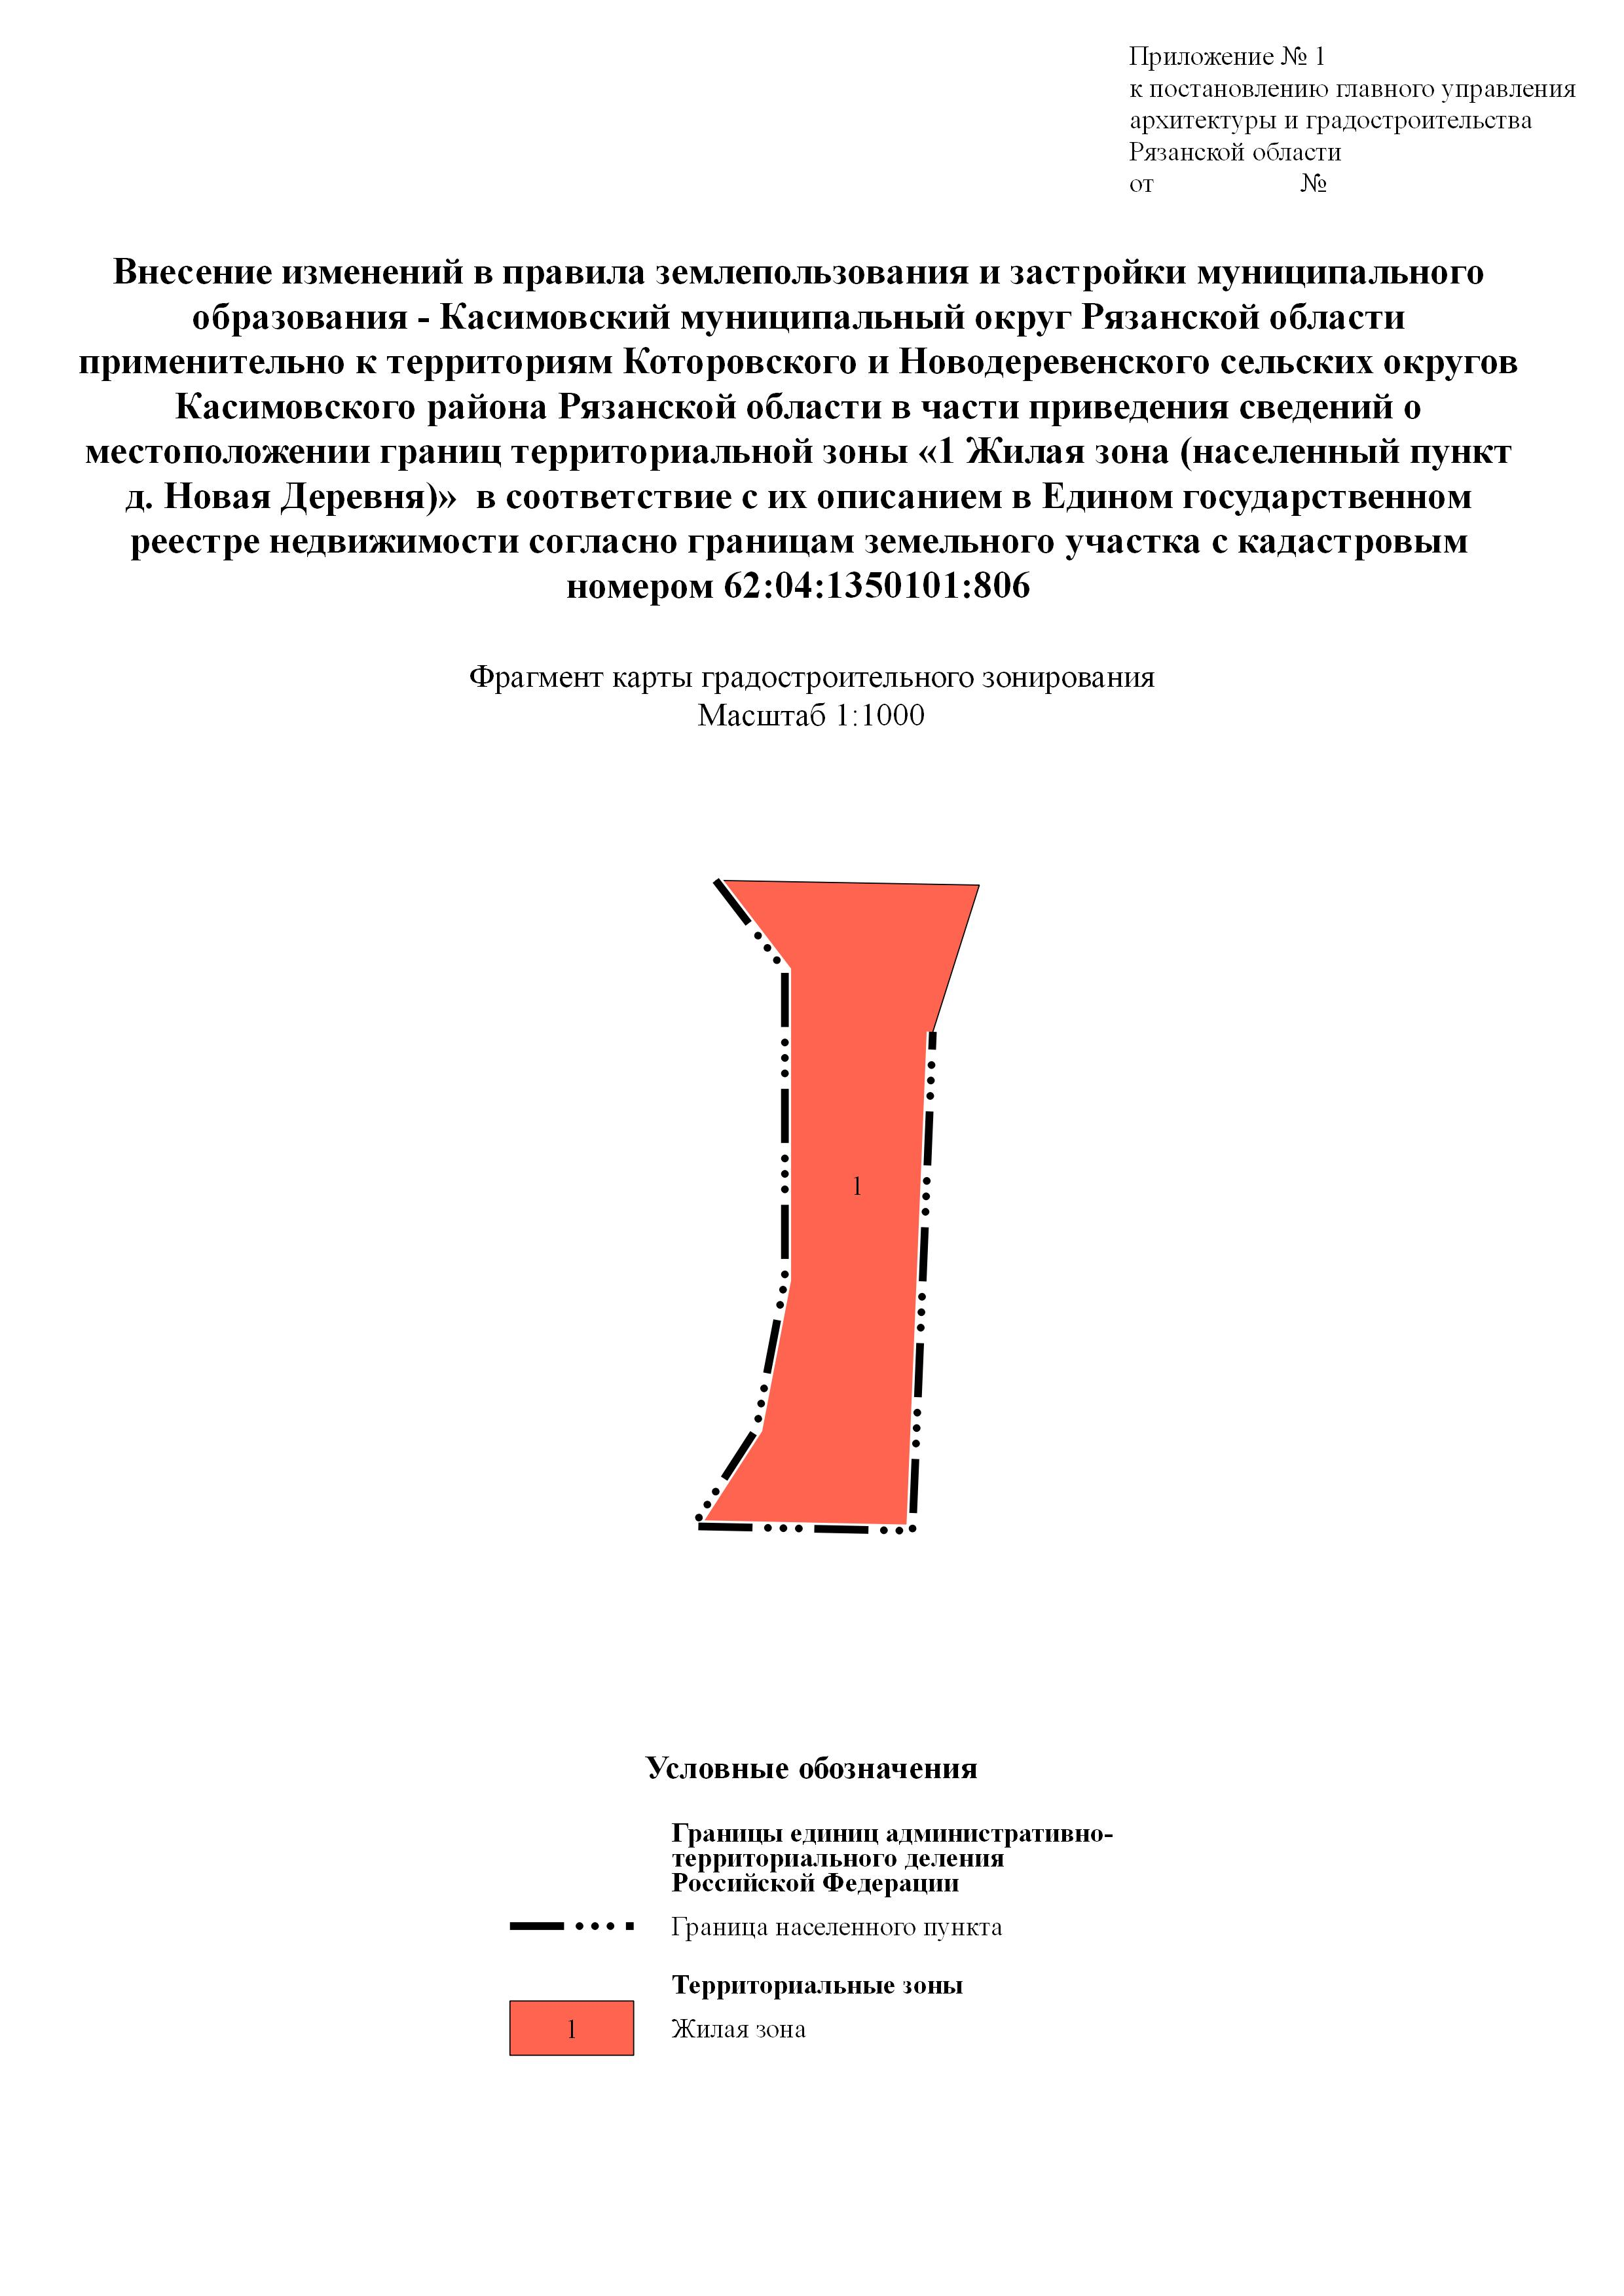 Приложение № 1
к постановлению главного управления
архитектуры и градостроительства
Рязанской области
от №
Внесение изменений в правила землепользования и застройки муниципального
образования - Касимовский муниципальный округ Рязанской области
применительно к территориям Которовского и Новодеревенского сельских округов
Касимовского района Рязанской области в части приведения сведений о
местоположении границ территориальной зоны «1 Жилая зона (населенный пункт
д. Новая Деревня)» в соответствие с их описанием в Едином государственном
реестре недвижимости согласно границам земельного участка с кадастровым
номером 62:04:1350101:806
Фрагмент карты градостроительного зонирования
Масштаб 1:1000
1
Условные обозначения
Границы единиц административно-
территориального деления
Российской Федерации
Граница населенного пункта
Территориальные зоны
1 Жилая зона